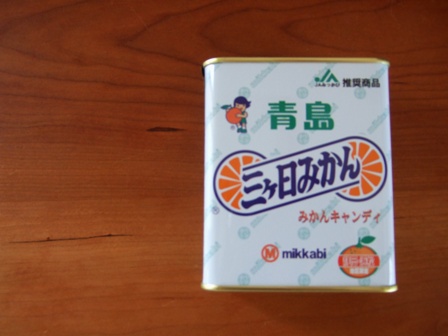 推奨商品
青島
三ヶ日みかん
みかんキャンディ
M mikkabi